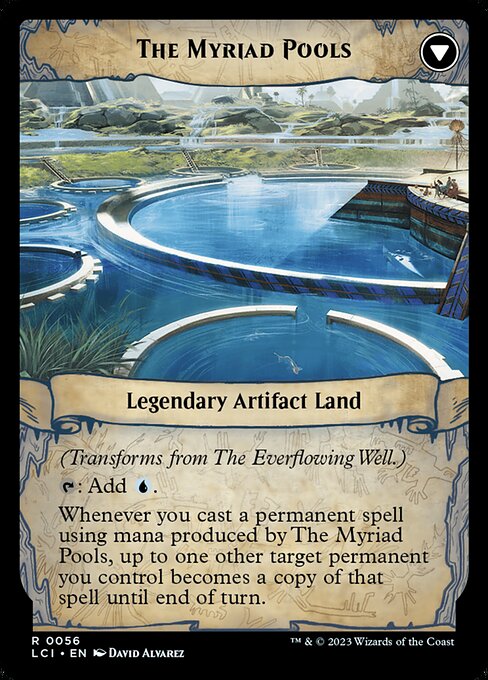 The Myriad Pools
Legendary Artifact Land
(Transforms from The Everflowing Well.)
: Add .
Whenever you cast a permanent spell
using mana produced by The Myriad
Pools, up to one other target permanent
you control becomes a copy of that
spell until end of turn.
R 0056
LCI • EN David Alvarez
™ & © 2023 Wizards of the Coast